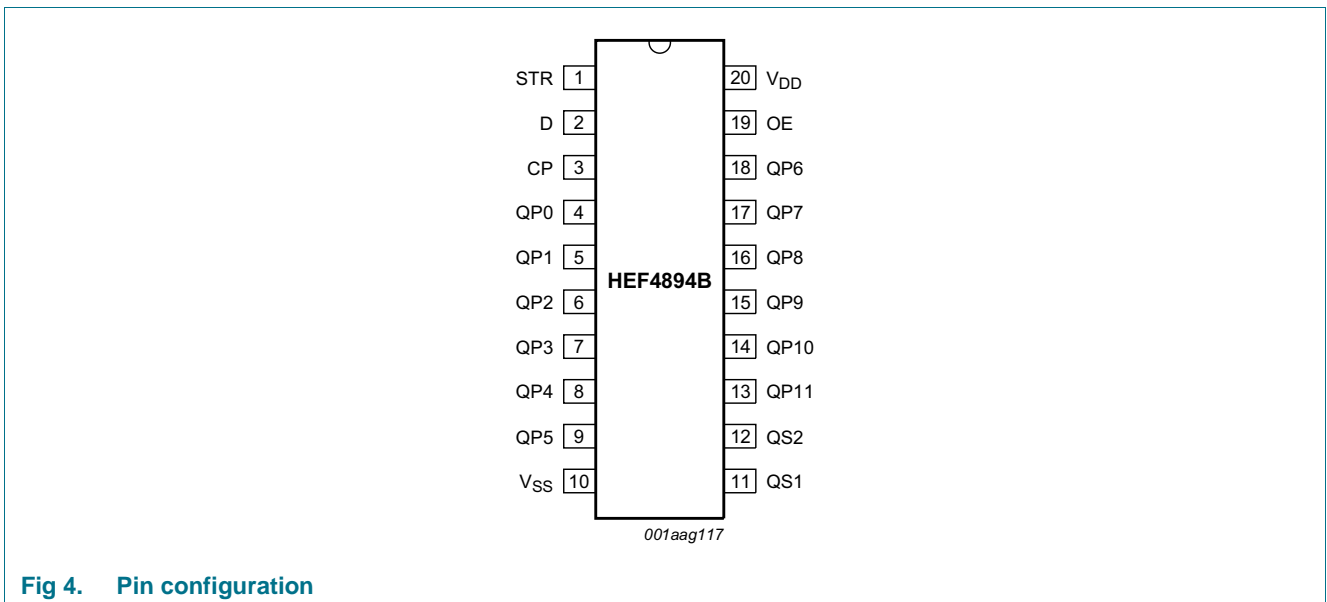 STR 1 20 VDD
D 2 19 OE
CP 3 18 QP6
QP0 4 17 QP7
QP1 5 16 QP8
HEF4894B
QP2 6 15 QP9
QP3 7 14 QP10
QP4 8 13 QP11
QP5 9 12 QS2
VSS 10 11 QS1
001aag117
Fig 4. Pin configuration